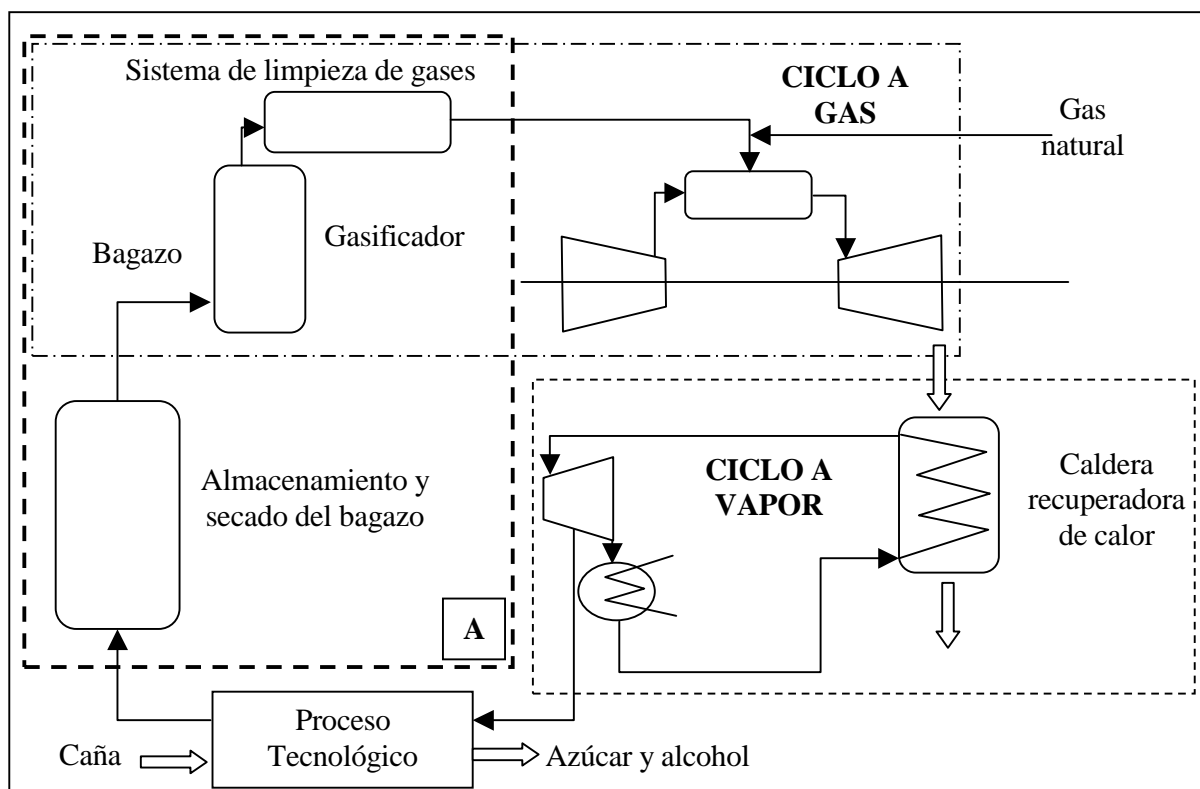 Sistema de limpieza de gases
CICLO A
GAS
Gas
natural
Gasificador
Bagazo
Almacenamiento y
secado del bagazo
CICLO A
VAPOR
Caldera
recuperadora
de calor
A
Proceso
Tecnológico
Caña
Azúcar y alcohol